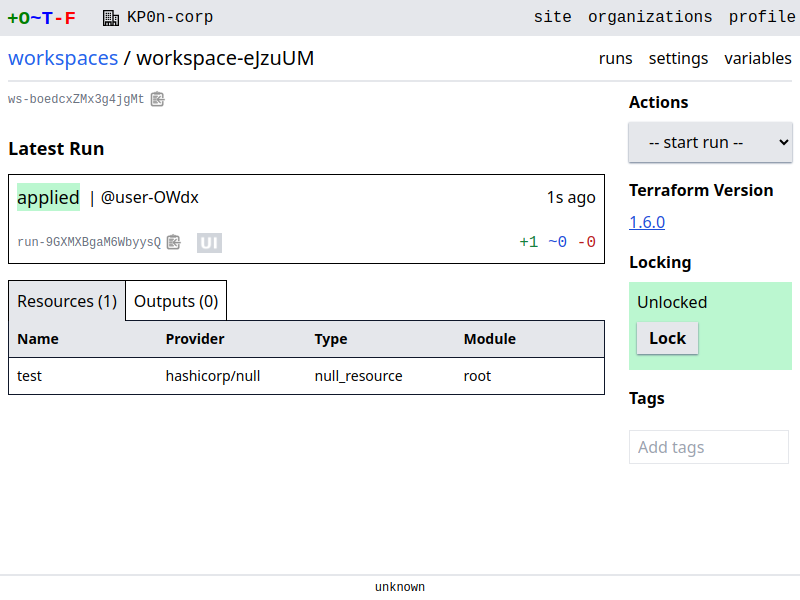 +O~T-F KP0n-corp site organizations profile
workspaces / workspace-eJzuUM runs settings variables
ws-boedcxZMx3g4jgMt
Latest Run
applied | @user-OWdx 1s ago
run-9GXMXBgaM6WbyysQ UI +1 ~0 -0
Resources (1) Outputs (0)
Name Provider Type Module
test hashicorp/null null_resource root
Actions
-- start run --
Terraform Version
1.6.0
Locking
Unlocked
Lock
Tags
Add tags
unknown